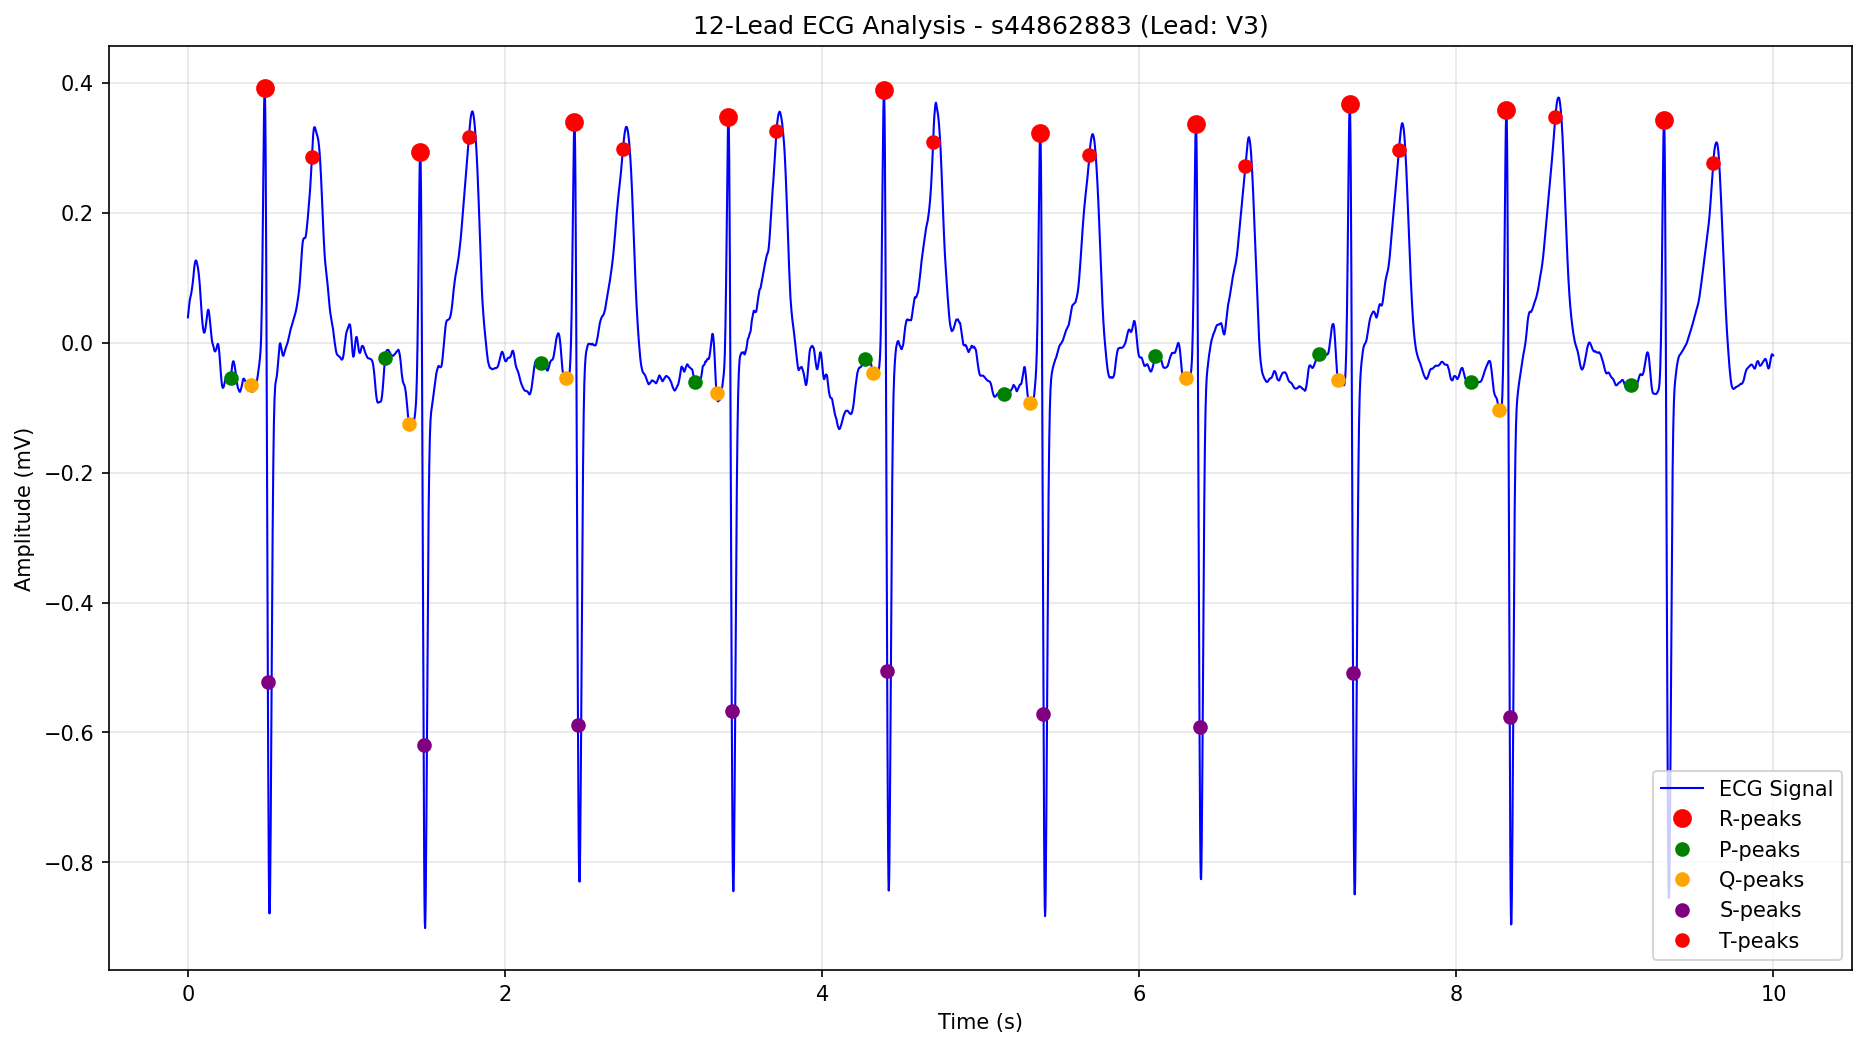 12-Lead ECG Analysis - s44862883 (Lead: V3)
0.4
0.2
0.0
−0.2
−0.4
−0.6
−0.8
Amplitude (mV)
0
2
4
6
8
10
Time (s)
ECG Signal
R-peaks
P-peaks
Q-peaks
S-peaks
T-peaks